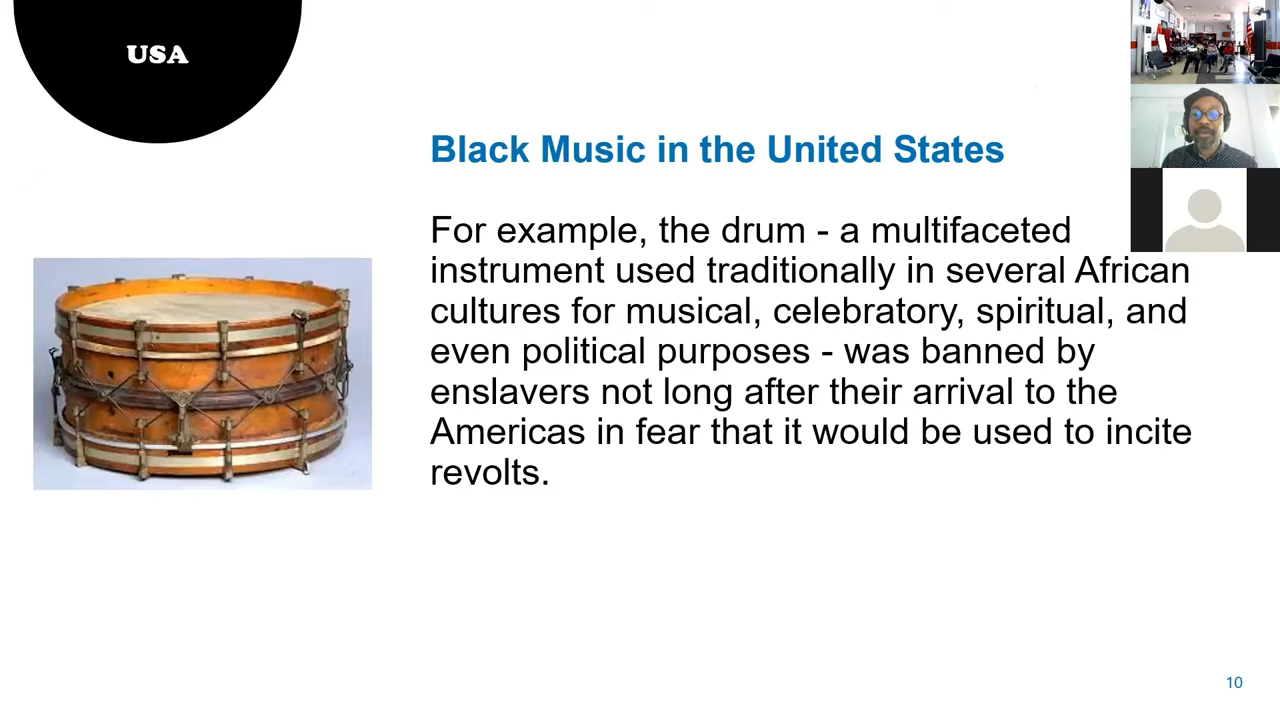 USA
Black Music in the United States
For example, the drum - a multifaceted
instrument used traditionally in several African
cultures for musical, celebratory, spiritual, and
even political purposes - was banned by
enslavers not long after their arrival to the
Americas in fear that it would be used to incite
revolts.
10